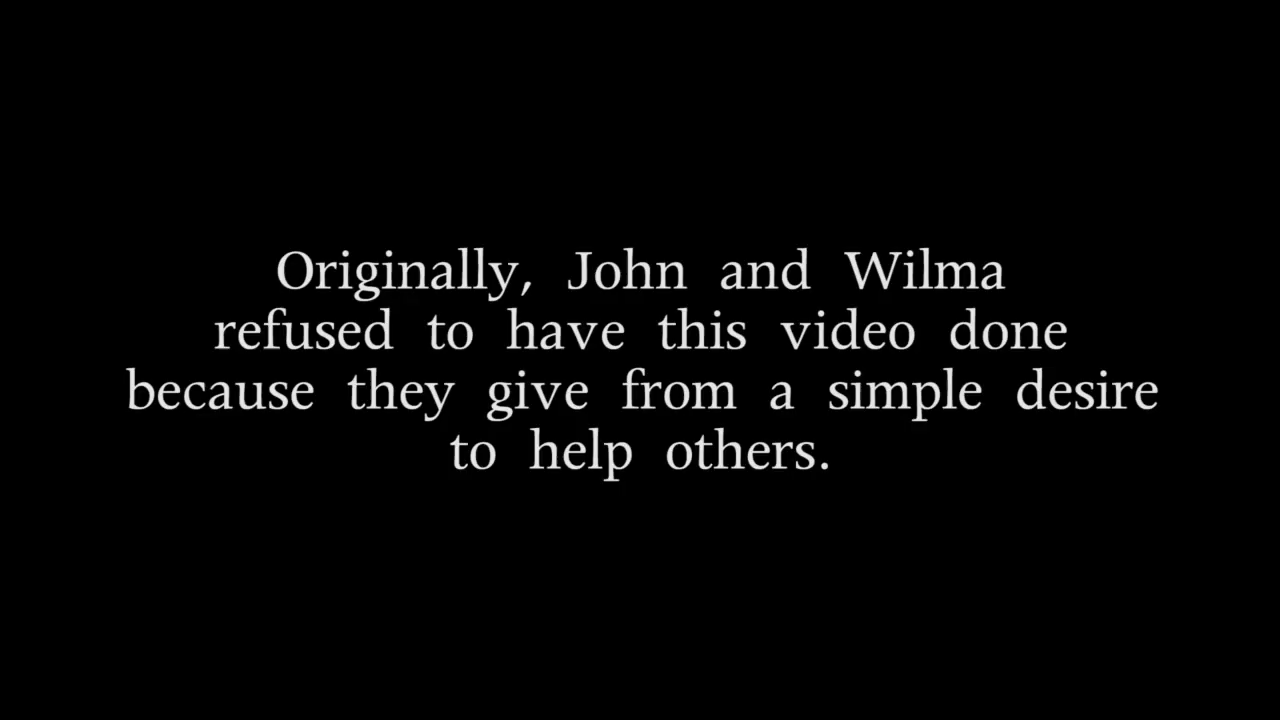 Originally, John and Wilma
refused to have this video done
because they give from a simple desire
to help others.